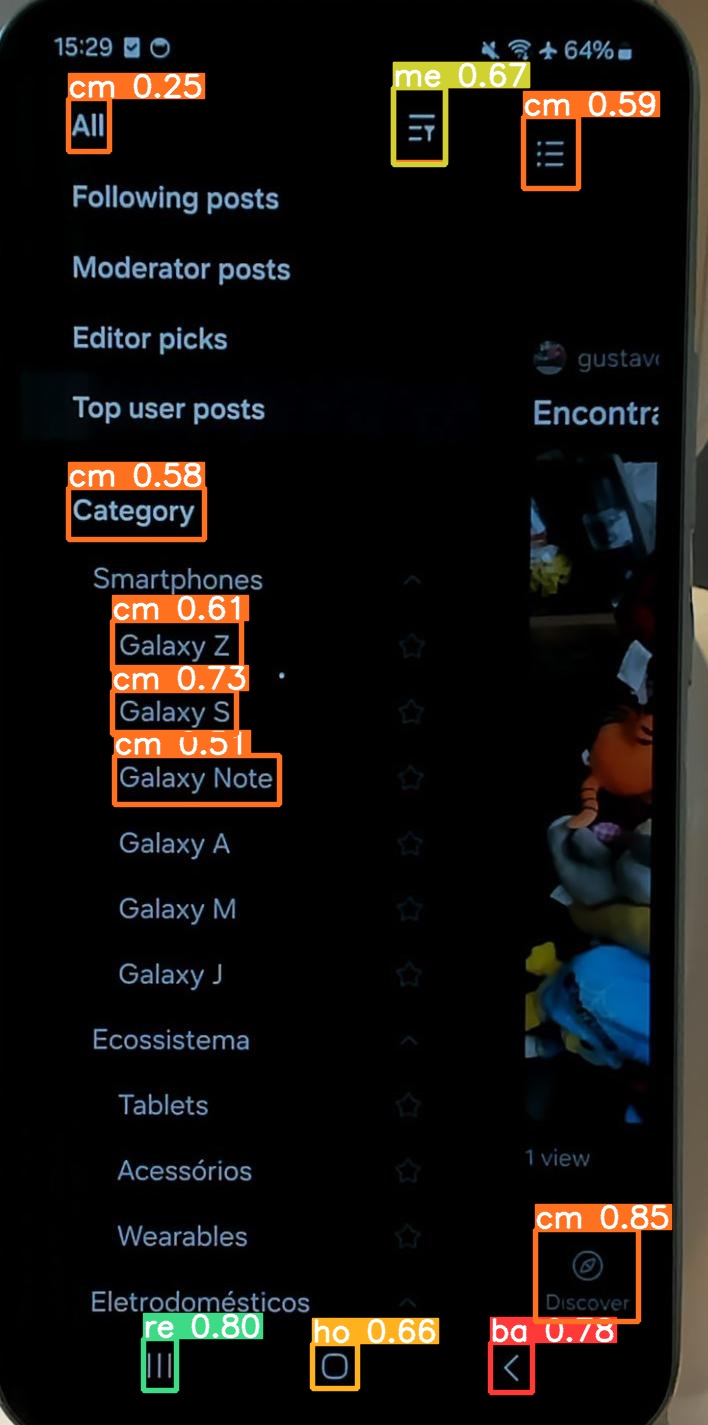 15:29
64%
cm 0.25
me 0.67
cm 0.59
All
Following posts
Moderator posts
Editor picks
gustav
Top user posts
Encontra
cm 0.58
Category
Smartphones
cm 0.61
Galaxy Z
cm 0.73
Galaxy S
cm 0.51
Galaxy Note
Galaxy A
Galaxy M
Galaxy J
Ecossistema
Tablets
Acessórios
1 view
Wearables
cm 0.85
Discover
Eletrodomésticos
re 0.80
ho 0.66
ba 0.78